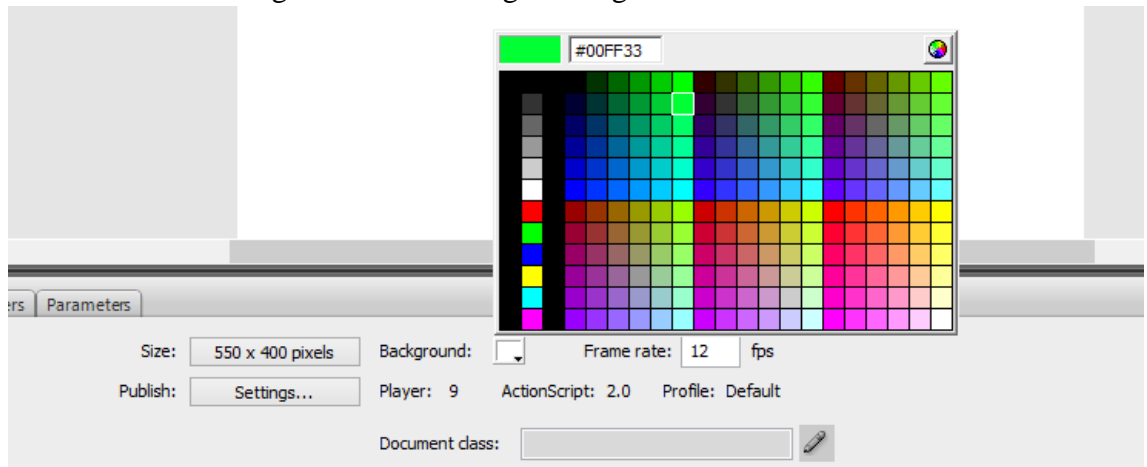 #00FF33
ers Parameters
Size: 550 x 400 pixels Background: Frame rate: 12 fps
Publish: Settings... Player: 9 ActionScript: 2.0 Profile: Default
Document class: